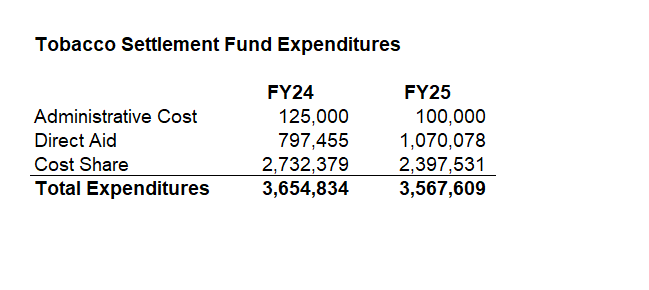 Tobacco Settlement Fund Expenditures
FY24 FY25
Administrative Cost 125,000 100,000
Direct Aid 797,455 1,070,078
Cost Share 2,732,379 2,397,531
Total Expenditures 3,654,834 3,567,609